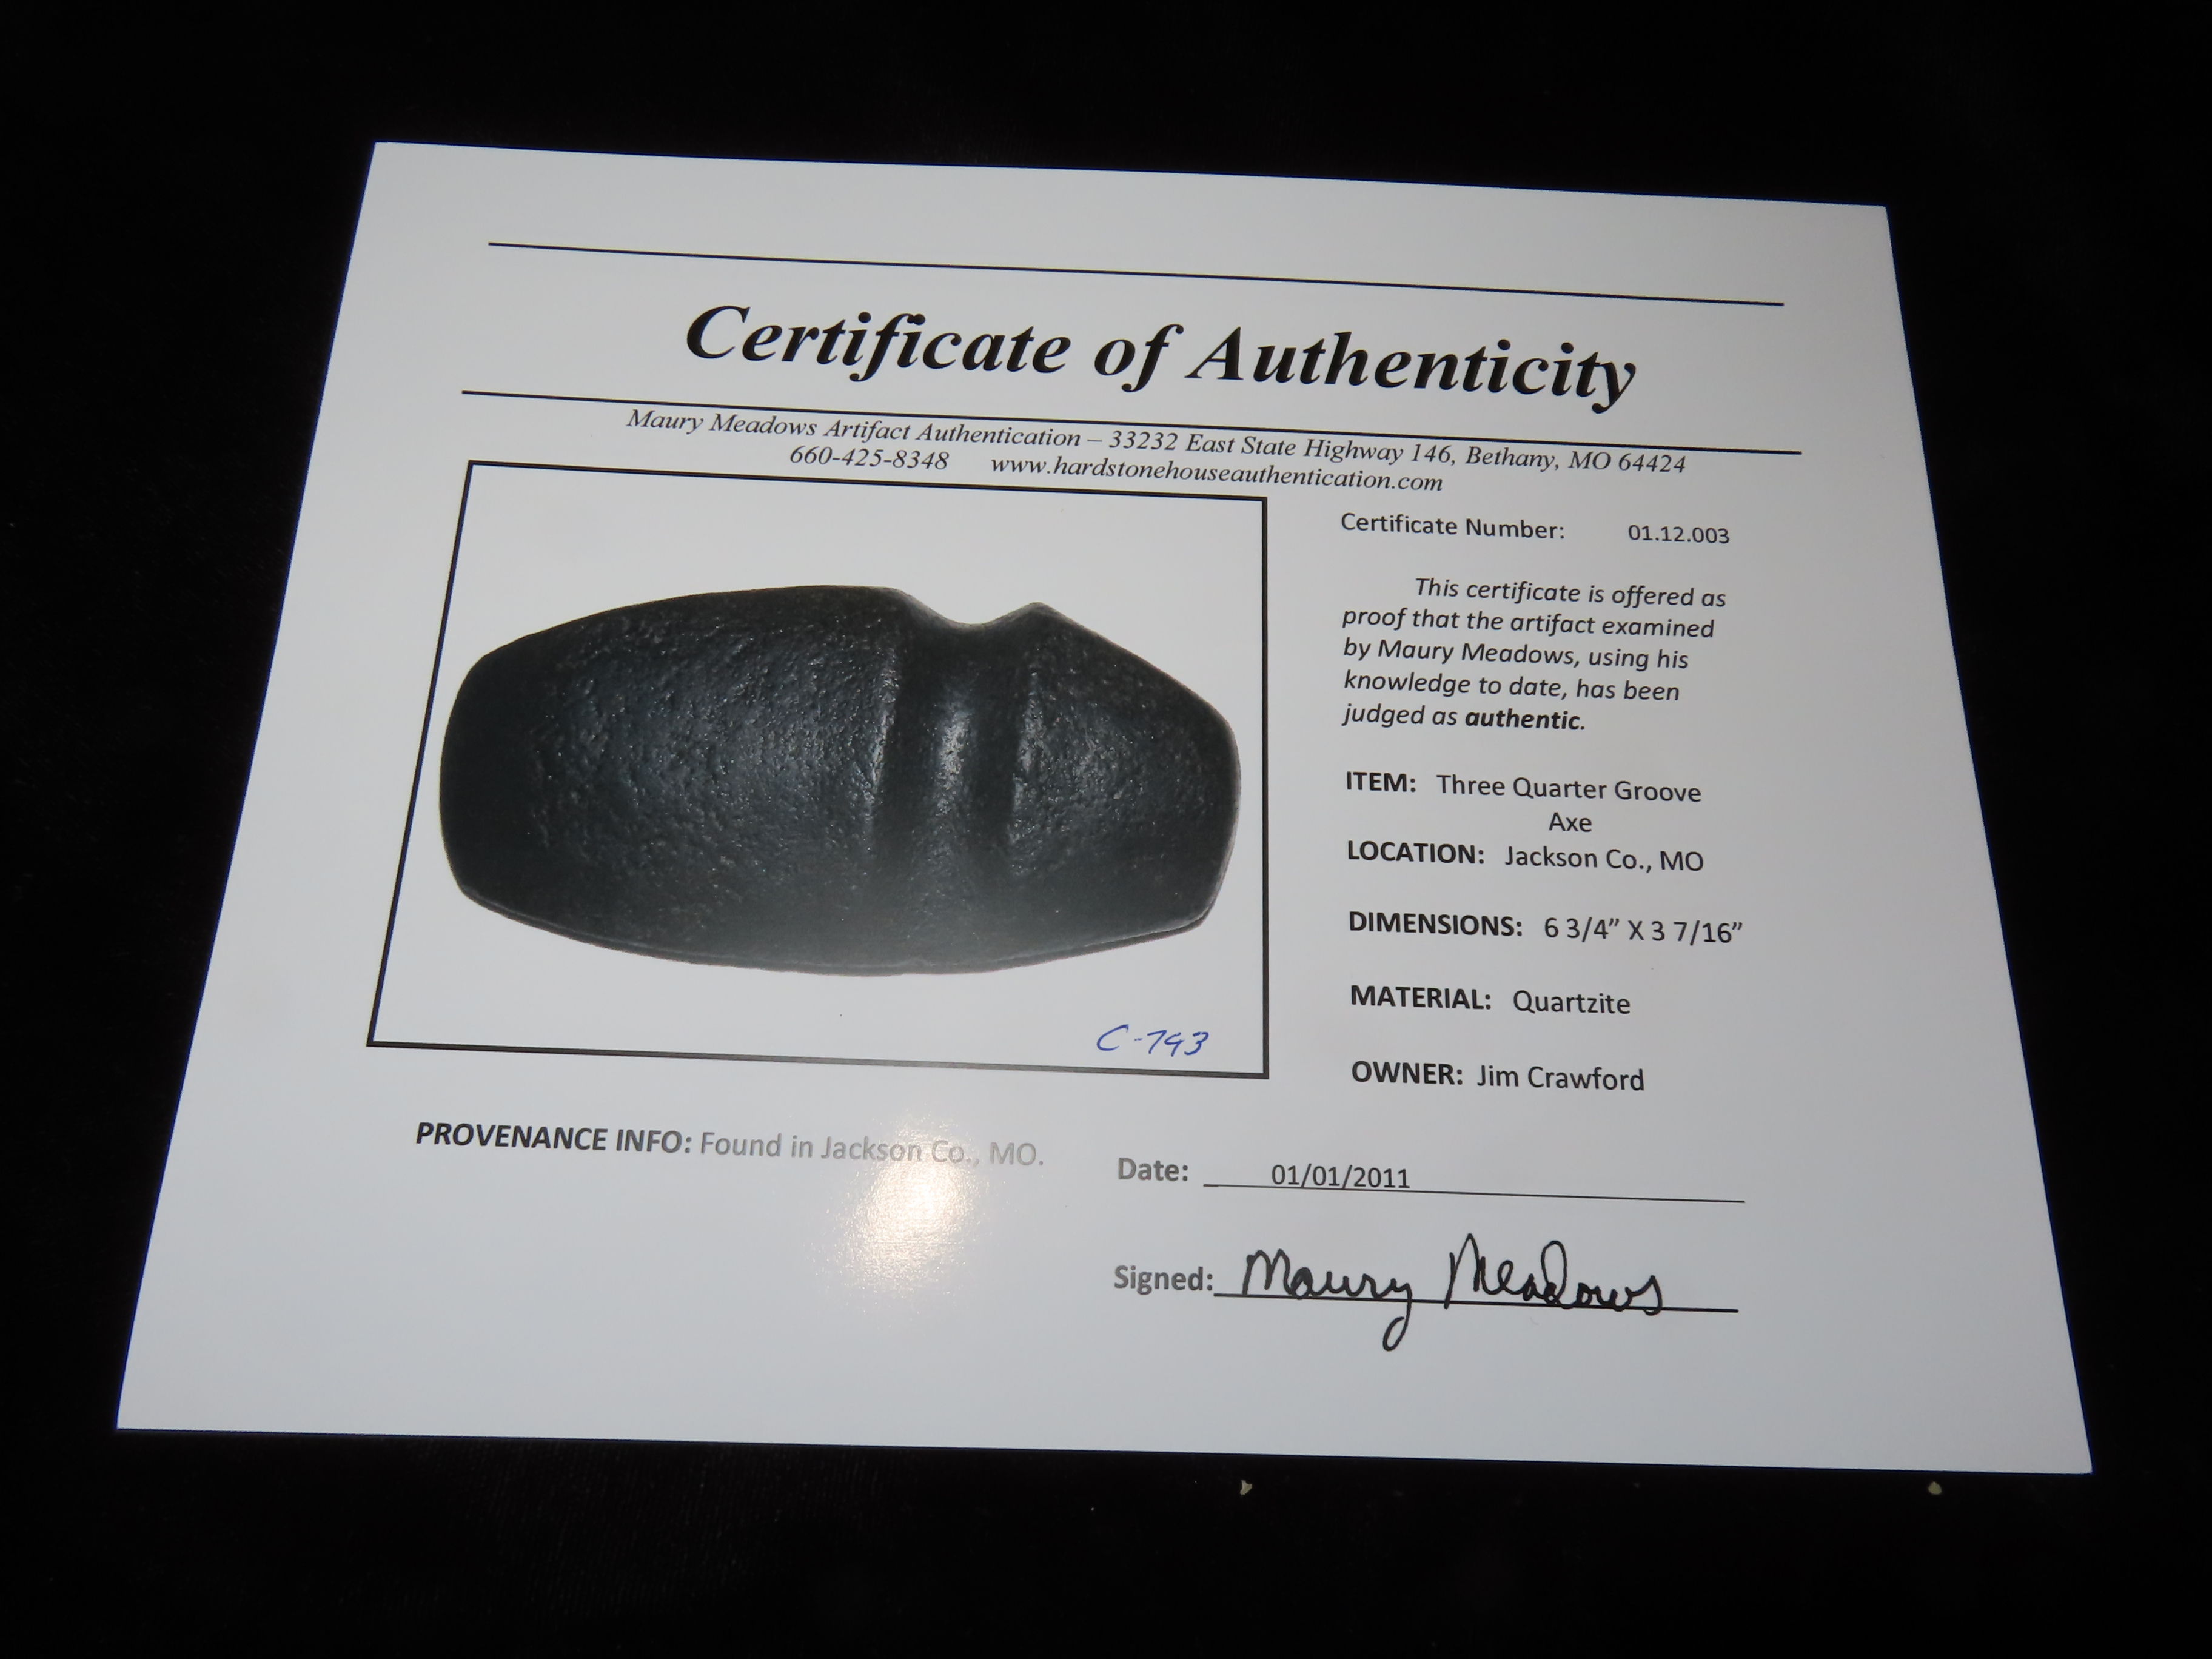 Certificate of Authenticity
Maury Meadows Artifact Authentication – 33232 East State Highway 146, Bethany, MO 64424
660-425-8348 www.hardstonehouseauthentication.com
Certificate Number: 01.12.003
This certificate is offered as
proof that the artifact examined
by Maury Meadows, using his
knowledge to date, has been
judged as authentic.
ITEM: Three Quarter Groove
Axe
LOCATION: Jackson Co., MO
DIMENSIONS: 6 3/4” X 3 7/16”
MATERIAL: Quartzite
OWNER: Jim Crawford
C-793
PROVENANCE INFO: Found in Jackson Co., MO.
Date: 01/01/2011
Signed: Maury Meadows